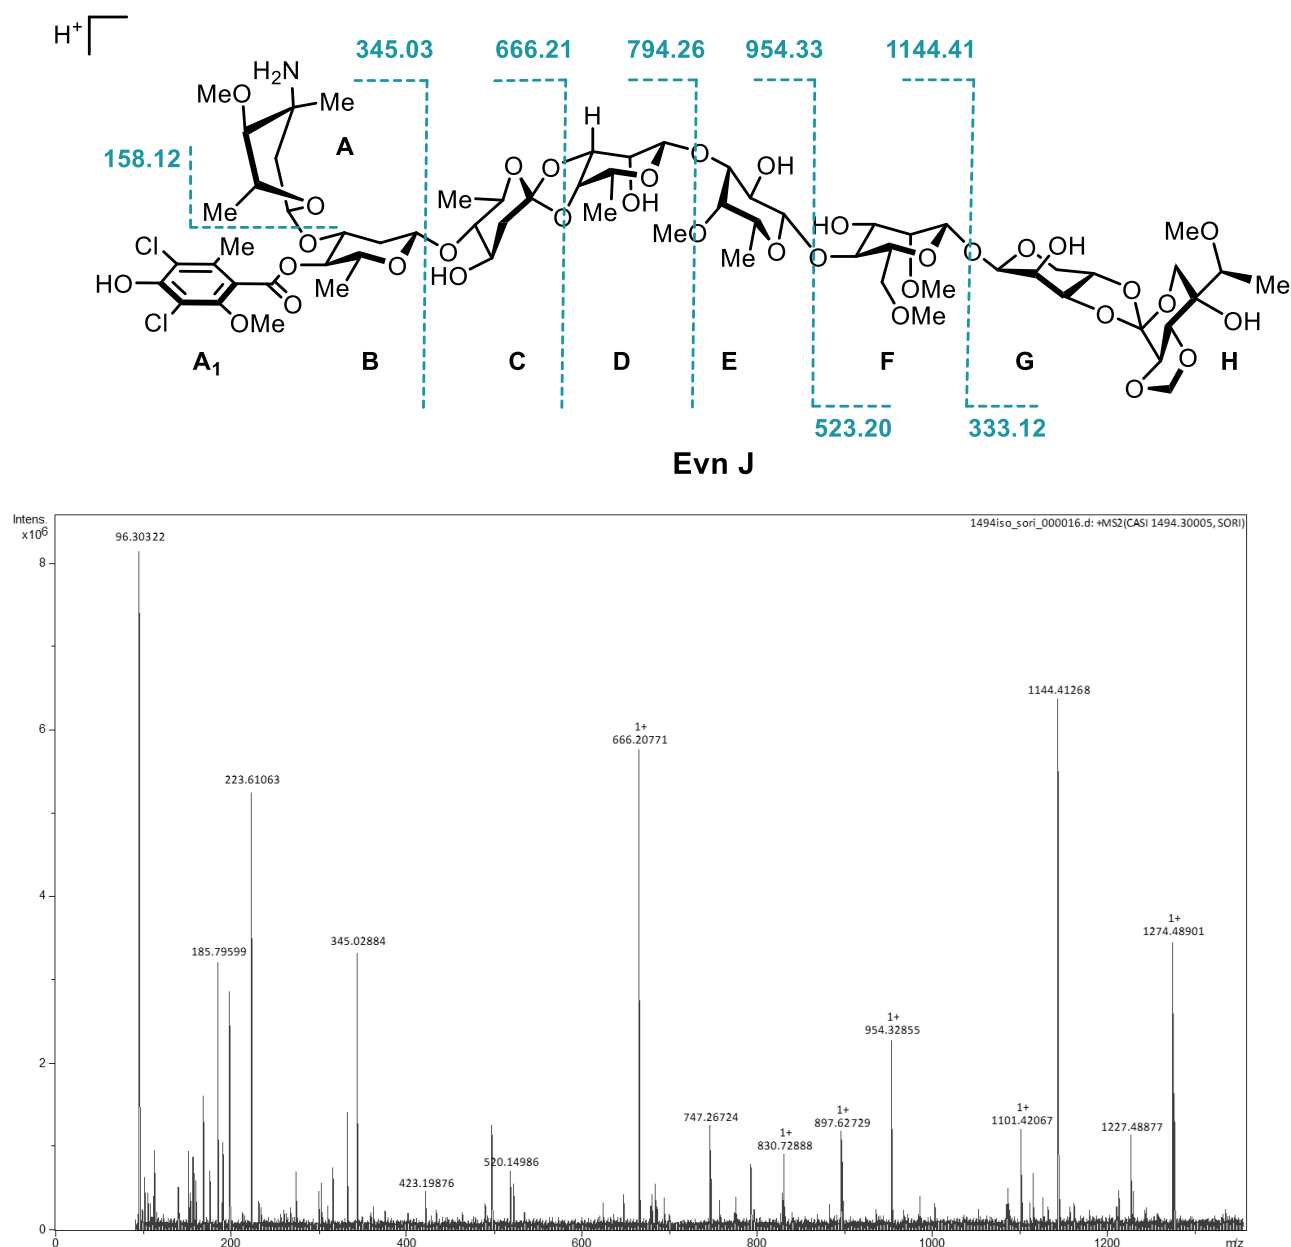 H⁺
345.03 666.21 794.26 954.33 1144.41
H₂N
MeO Me
H
158.12 A
O O O OH
MeO
Me O O O
Me OH
Me O HO O OH
Cl Me O O O MeO Me
HO O Me HO O O O O
Cl OMe Me OMe O O OH
O OMe O O
A₁ B C D E F G H
523.20 333.12
Evn J
Intens.
x10⁶
1494iso_sori_000016.d: +MS2(CASI 1494.30005, SORI)
96.30322
8
1144.41268
6
1+
666.20771
223.61063
4
1+
1274.48901
185.79599 345.02884
2
1+
954.32855
747.26724
1+
830.72888
1+
897.62729
1+
1101.42067
1227.48877
520.14986
423.19876
0
0 200 400 600 800 1000 1200 m/z